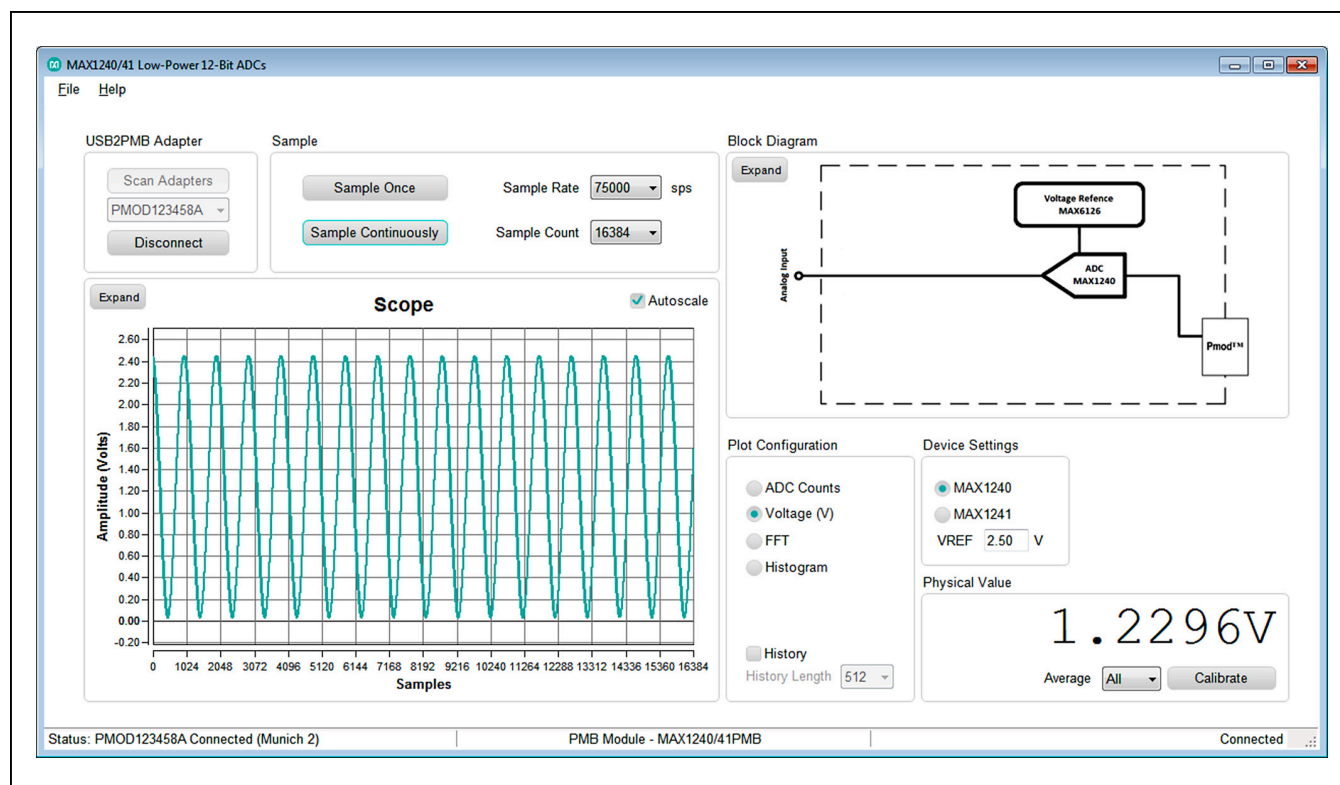 MAX1240/41 Low-Power 12-Bit ADCs
File Help
USB2PMB Adapter
Scan Adapters
PMOD123458A
Disconnect
Sample
Sample Once
Sample Rate 75000 sps
Sample Continuously
Sample Count 16384
Block Diagram
Expand
Voltage Refence
MAX6126
ADC
MAX1240
Analog Input
Pmod™
Expand
Scope
Autoscale
Amplitude (Volts)
2.60
2.40
2.20
2.00
1.80
1.60
1.40
1.20
1.00
0.80
0.60
0.40
0.20
0.00
-0.20
0 1024 2048 3072 4096 5120 6144 7168 8192 9216 10240 11264 12288 13312 14336 15360 16384
Samples
Plot Configuration
ADC Counts
Voltage (V)
FFT
Histogram
History
History Length 512
Device Settings
MAX1240
MAX1241
VREF 2.50 V
Physical Value
1.2296V
Average All Calibrate
Status: PMOD123458A Connected (Munich 2)
PMB Module - MAX1240/41PMB
Connected